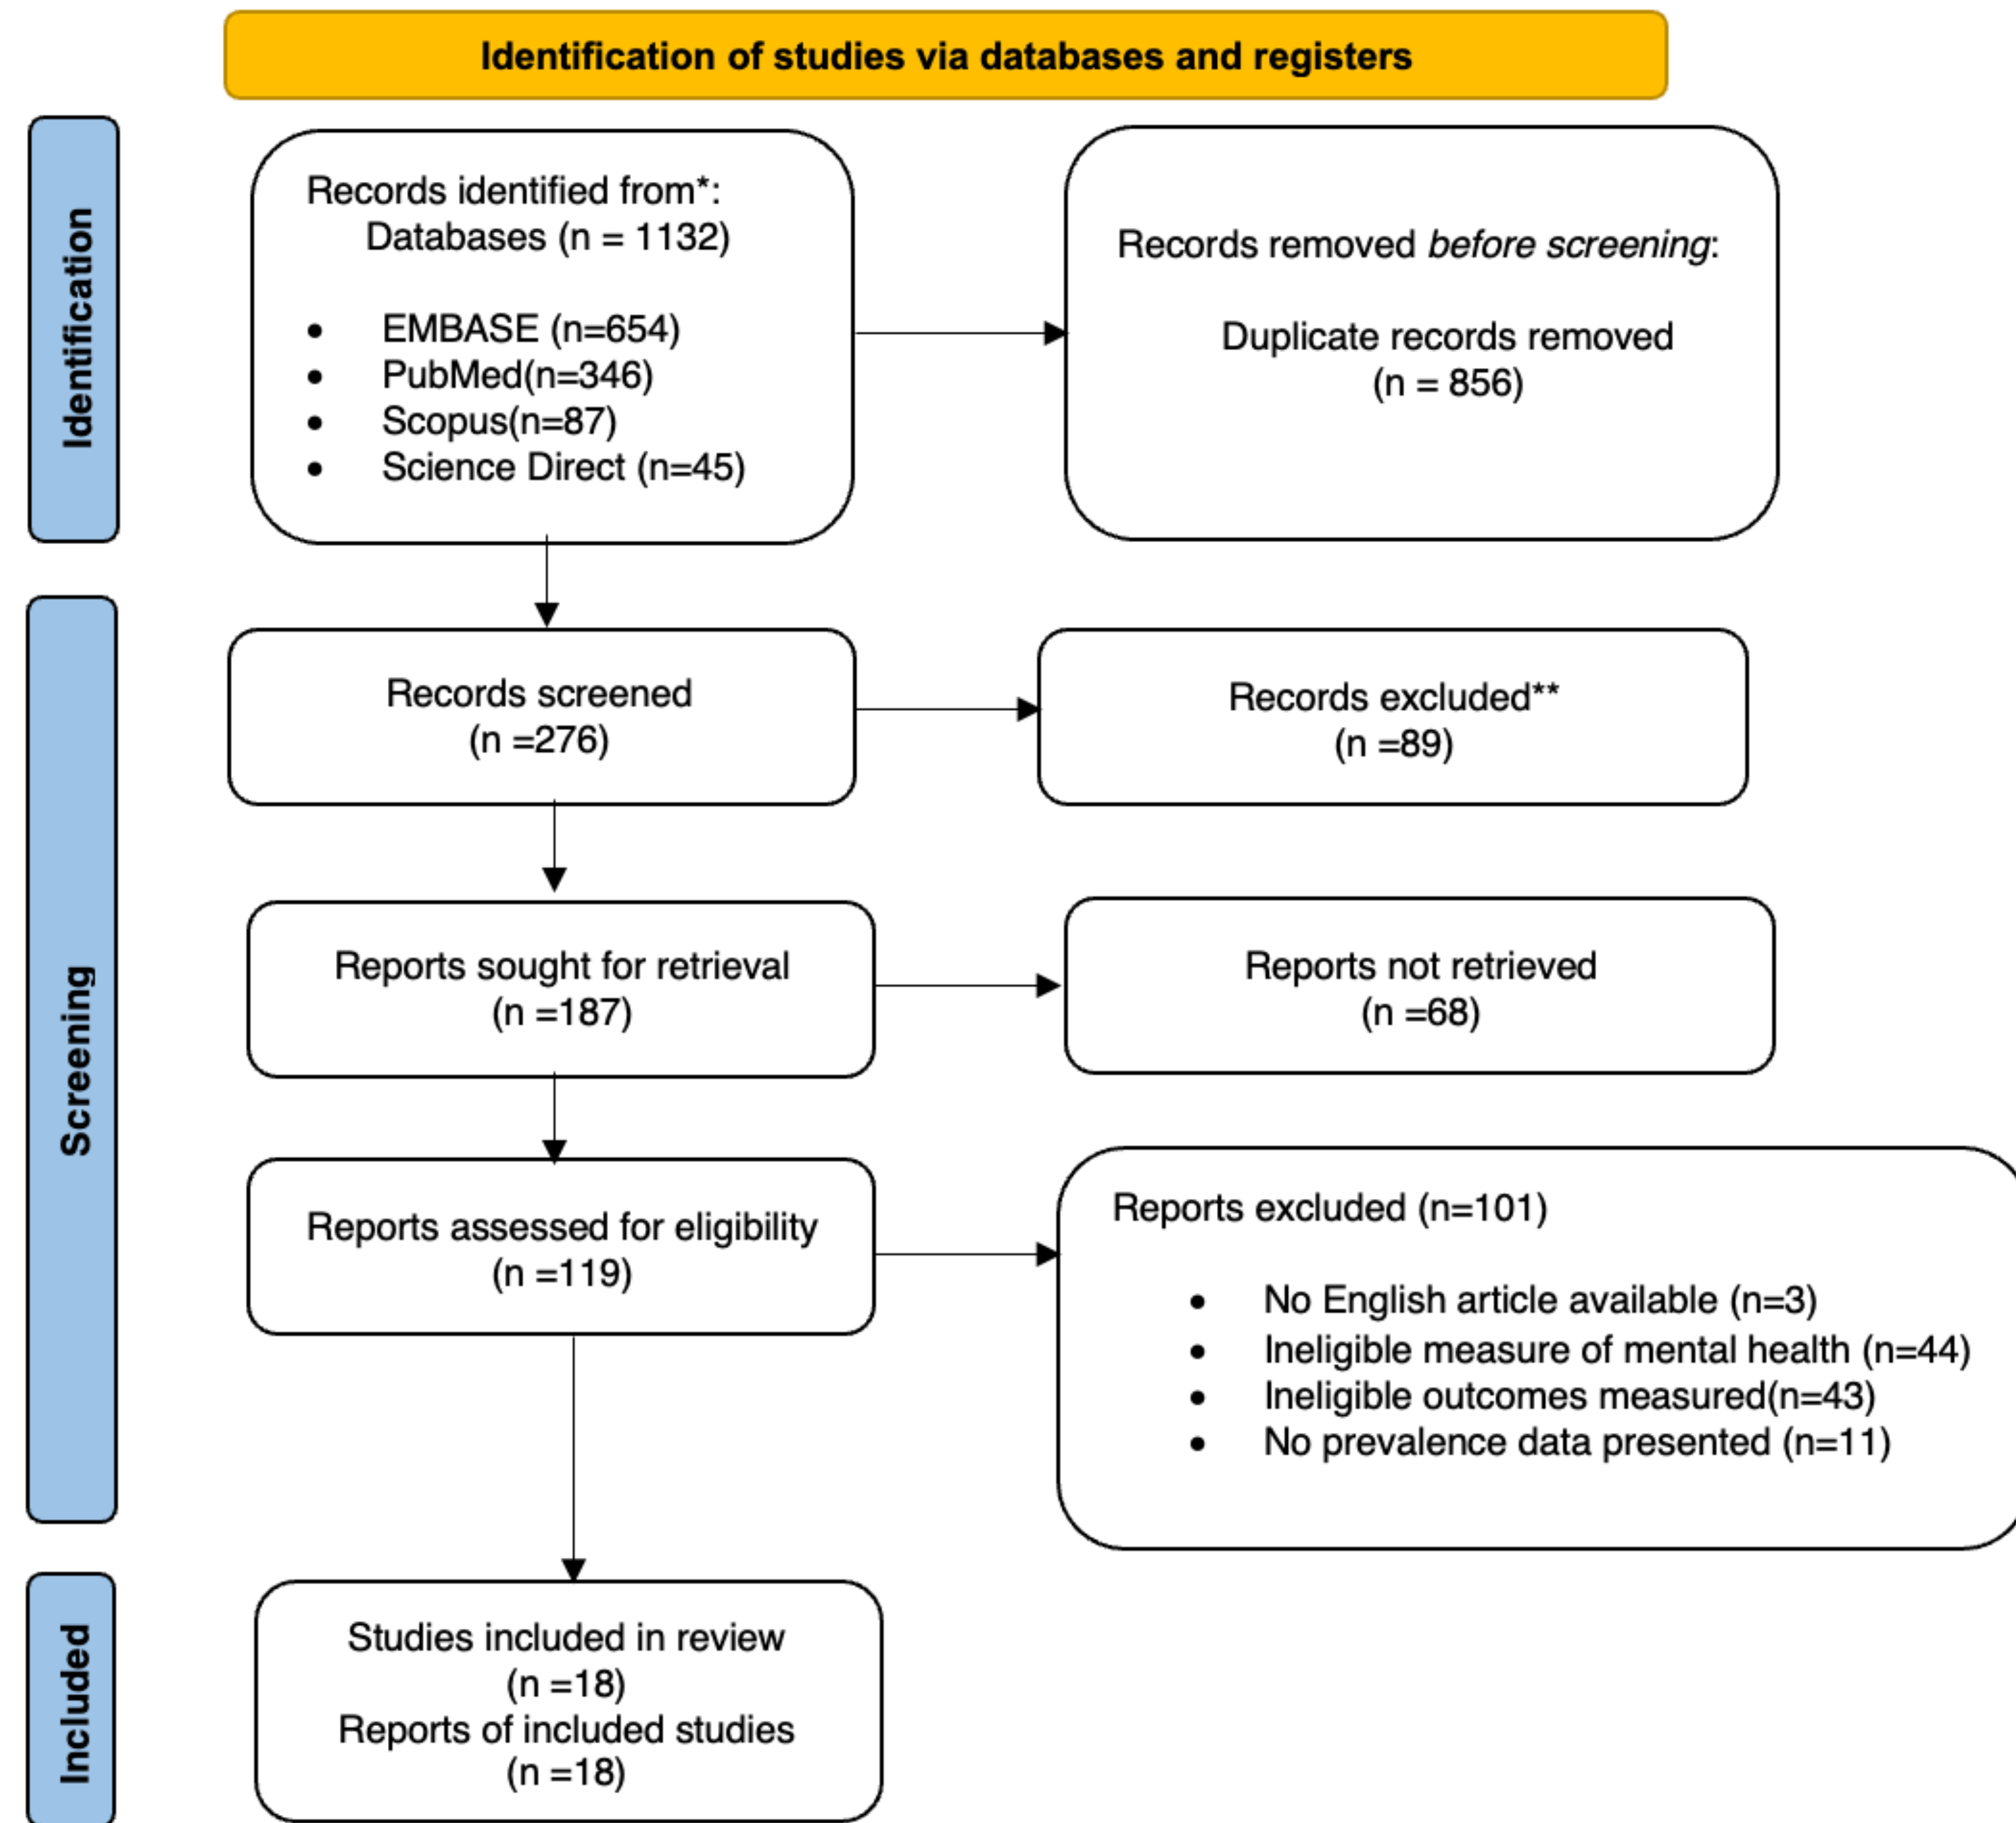 Identification of studies via databases and registers
Identification
Records identified from*:
Databases (n = 1132)
• EMBASE (n=654)
• PubMed(n=346)
• Scopus(n=87)
• Science Direct (n=45)
Records removed before screening:
Duplicate records removed
(n = 856)
Screening
Records screened
(n =276)
Records excluded**
(n =89)
Reports sought for retrieval
(n =187)
Reports not retrieved
(n =68)
Reports assessed for eligibility
(n =119)
Reports excluded (n=101)
• No English article available (n=3)
• Ineligible measure of mental health (n=44)
• Ineligible outcomes measured(n=43)
• No prevalence data presented (n=11)
Included
Studies included in review
(n =18)
Reports of included studies
(n =18)